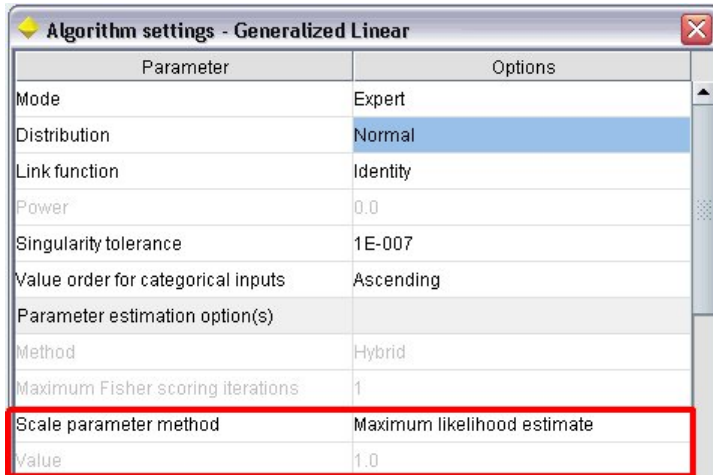 Algorithm settings - Generalized Linear
Parameter Options
Mode Expert
Distribution Normal
Link function Identity
Power 0.0
Singularity tolerance 1E-007
Value order for categorical inputs Ascending
Parameter estimation option(s)
Method Hybrid
Maximum Fisher scoring iterations 1
Scale parameter method Maximum likelihood estimate
Value 1.0